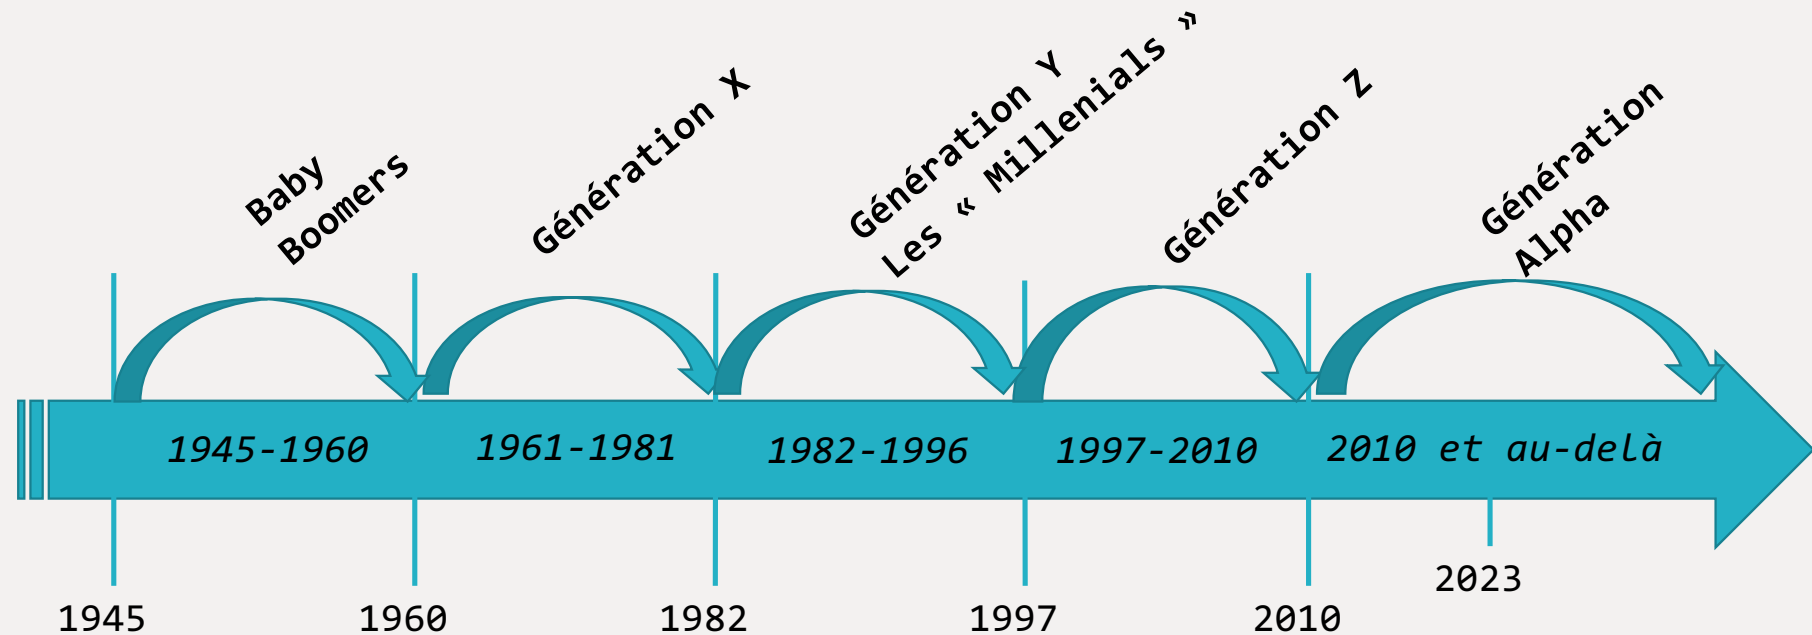 Baby
Boomers
Génération X
Génération Y
Les « Millenials »
Génération Z
Génération
Alpha
1945-1960
1961-1981
1982-1996
1997-2010
2010 et au-delà
2023
1945
1960
1982
1997
2010